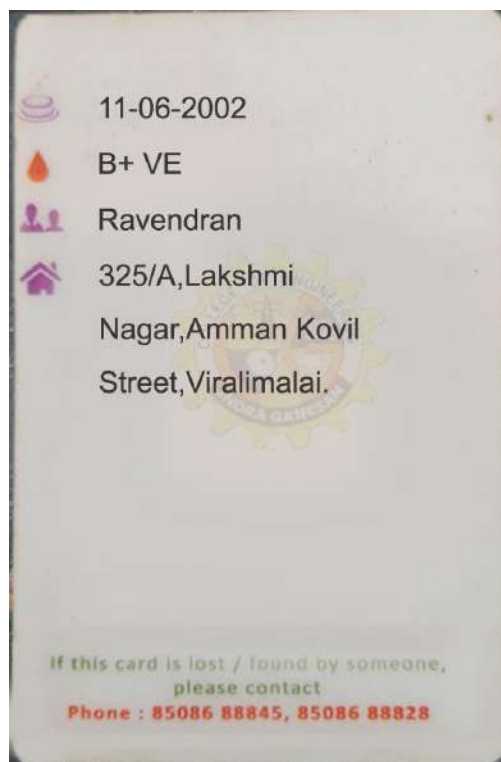 11-06-2002
B+ VE
Ravendran
325/A,Lakshmi
Nagar,Amman Kovil
Street,Viralimalai.
If this card is lost / found by someone,
please contact
Phone : 85086 88845, 85086 88828